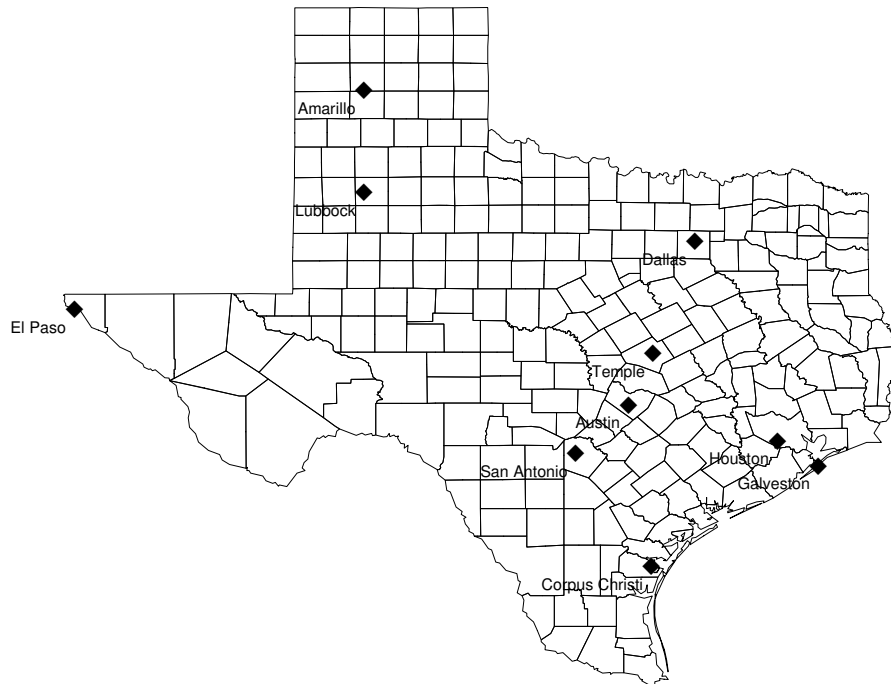 Amarillo
Lubbock
Dallas
El Paso
Temple
Austin
Houston
San Antonio
Galveston
Corpus Christi